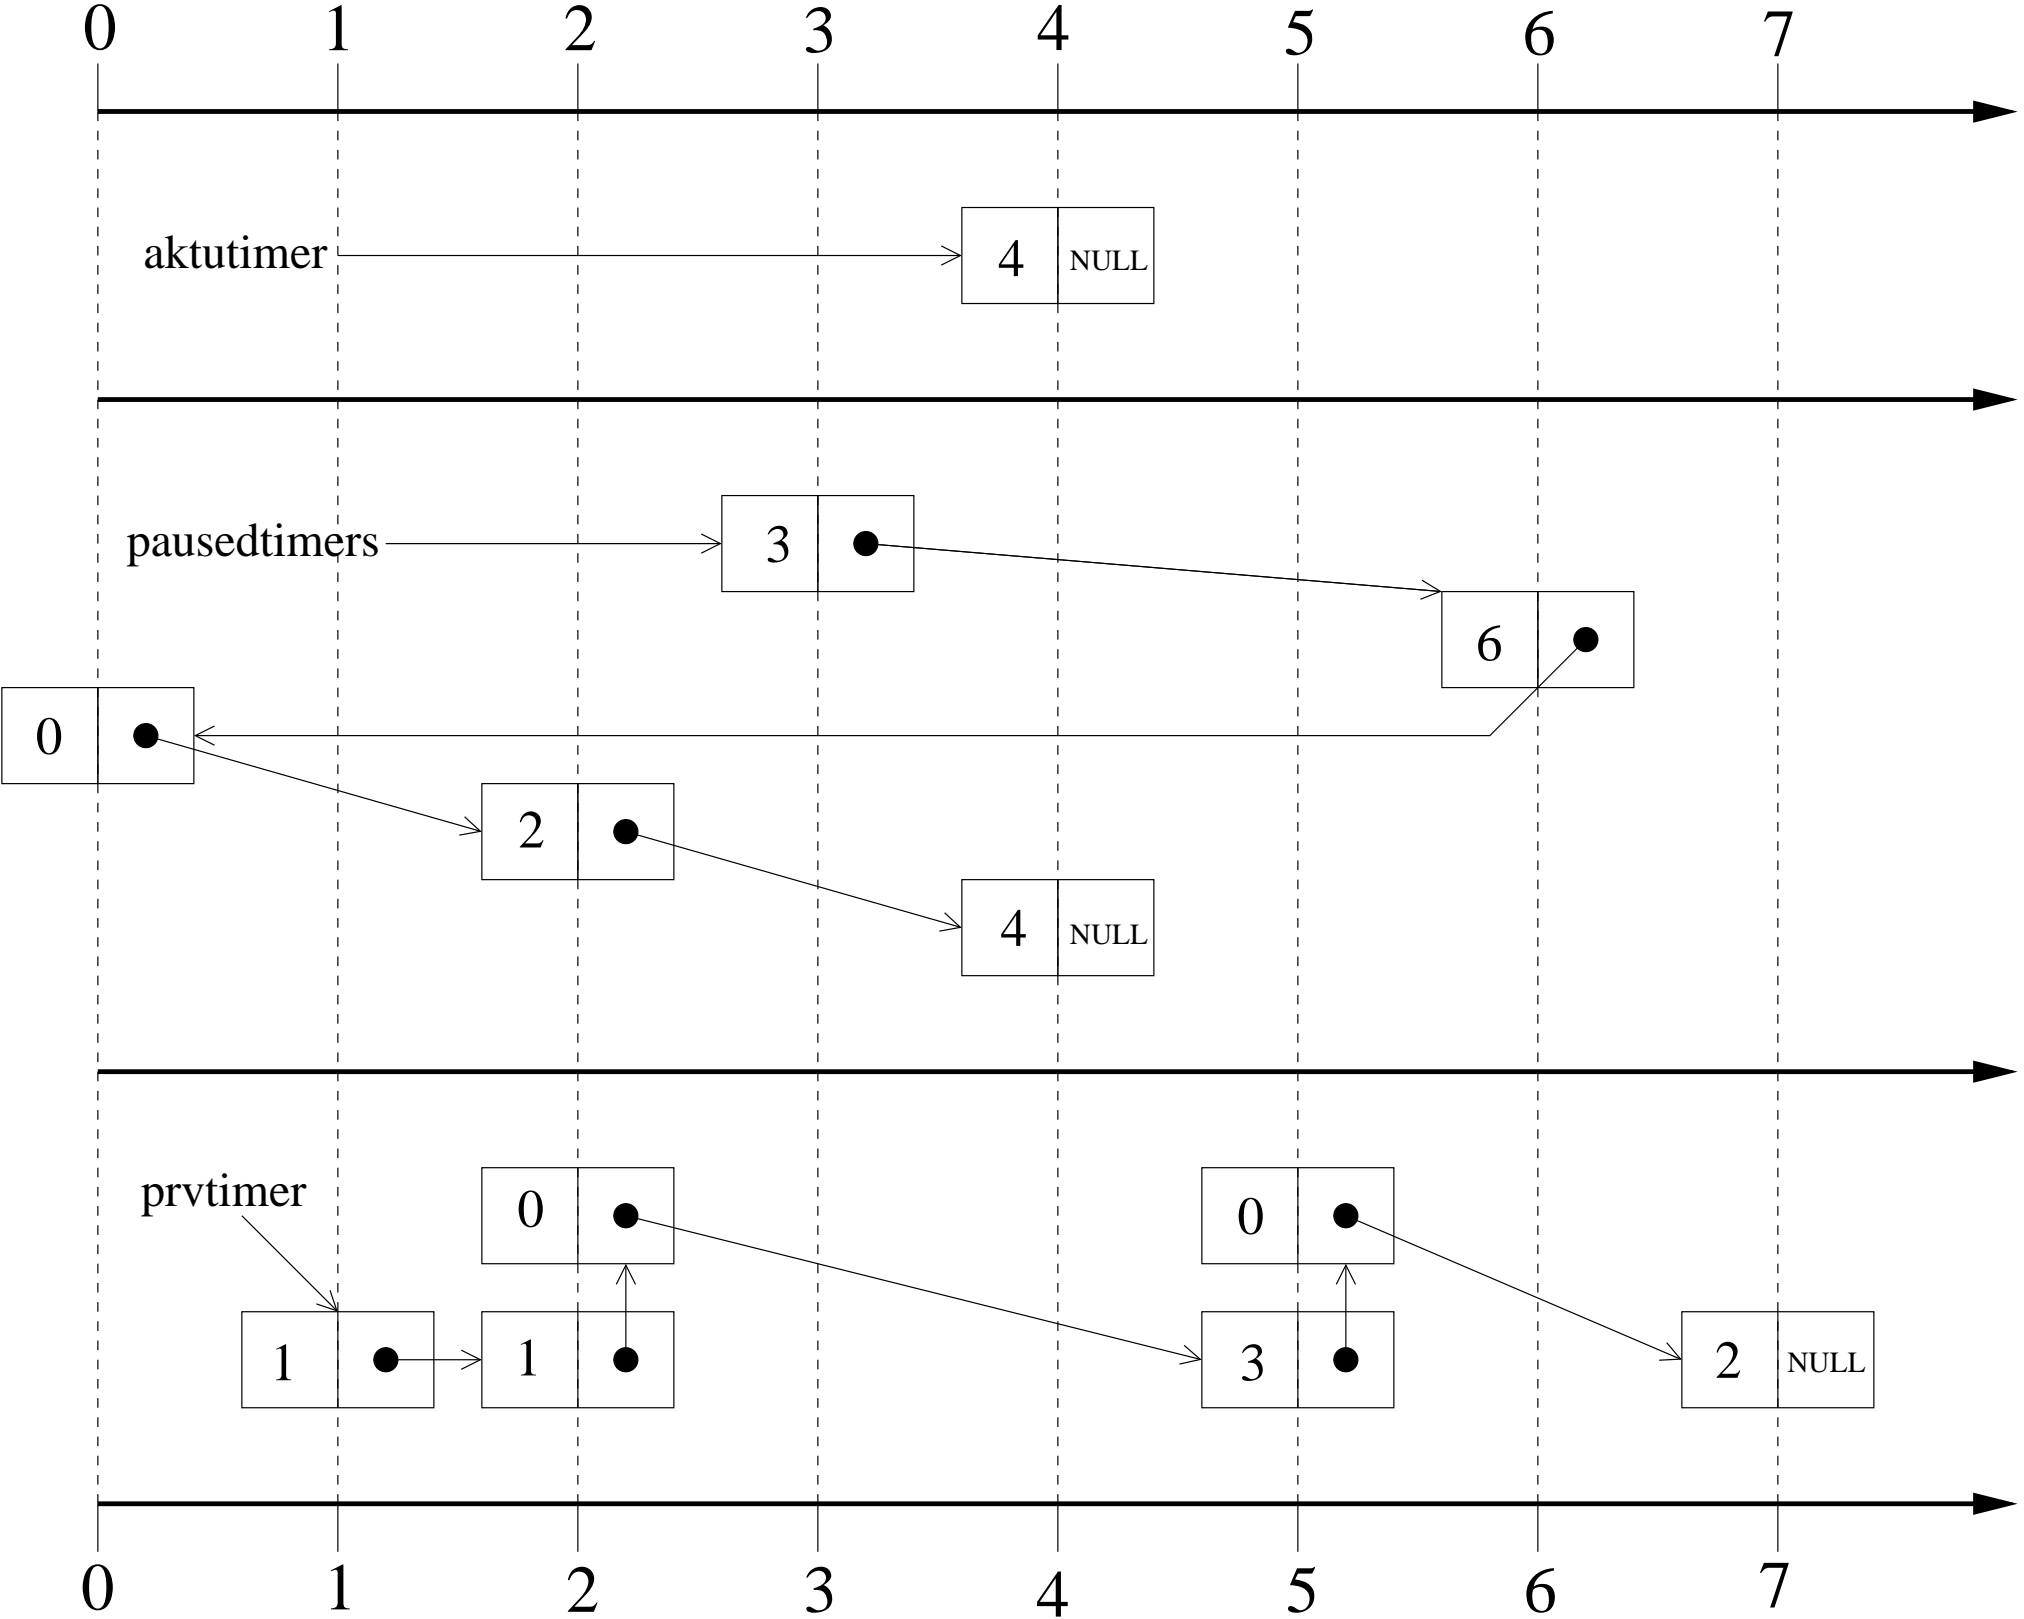 0 1 2 3 4 5 6 7
aktutimer 4 NULL
pausedtimers 3
6
0
2
4 NULL
prvtimer 0 0
1 1 3 2 NULL
0 1 2 3 4 5 6 7